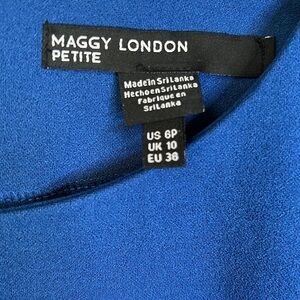 MAGGY LONDON
PETITE
Made in Sri Lanka
Hecho en Sri Lanka
Fabrique en
Sri Lanka
US 6P
UK 10
EU 36